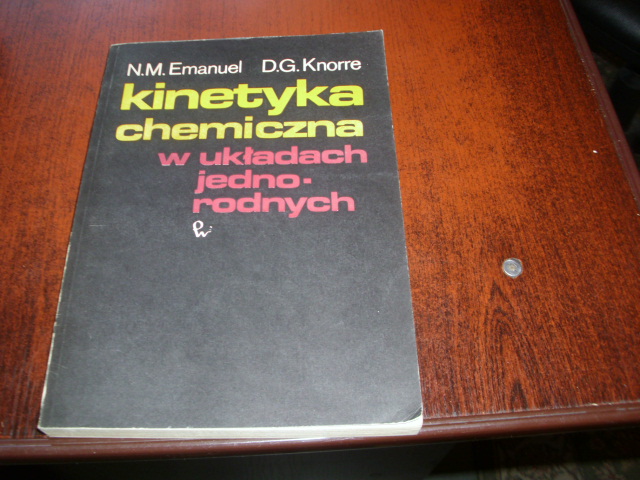 N.M. Emanuel D.G. Knorre
kinetyka
chemiczna
w układach
jedno-
rodnych